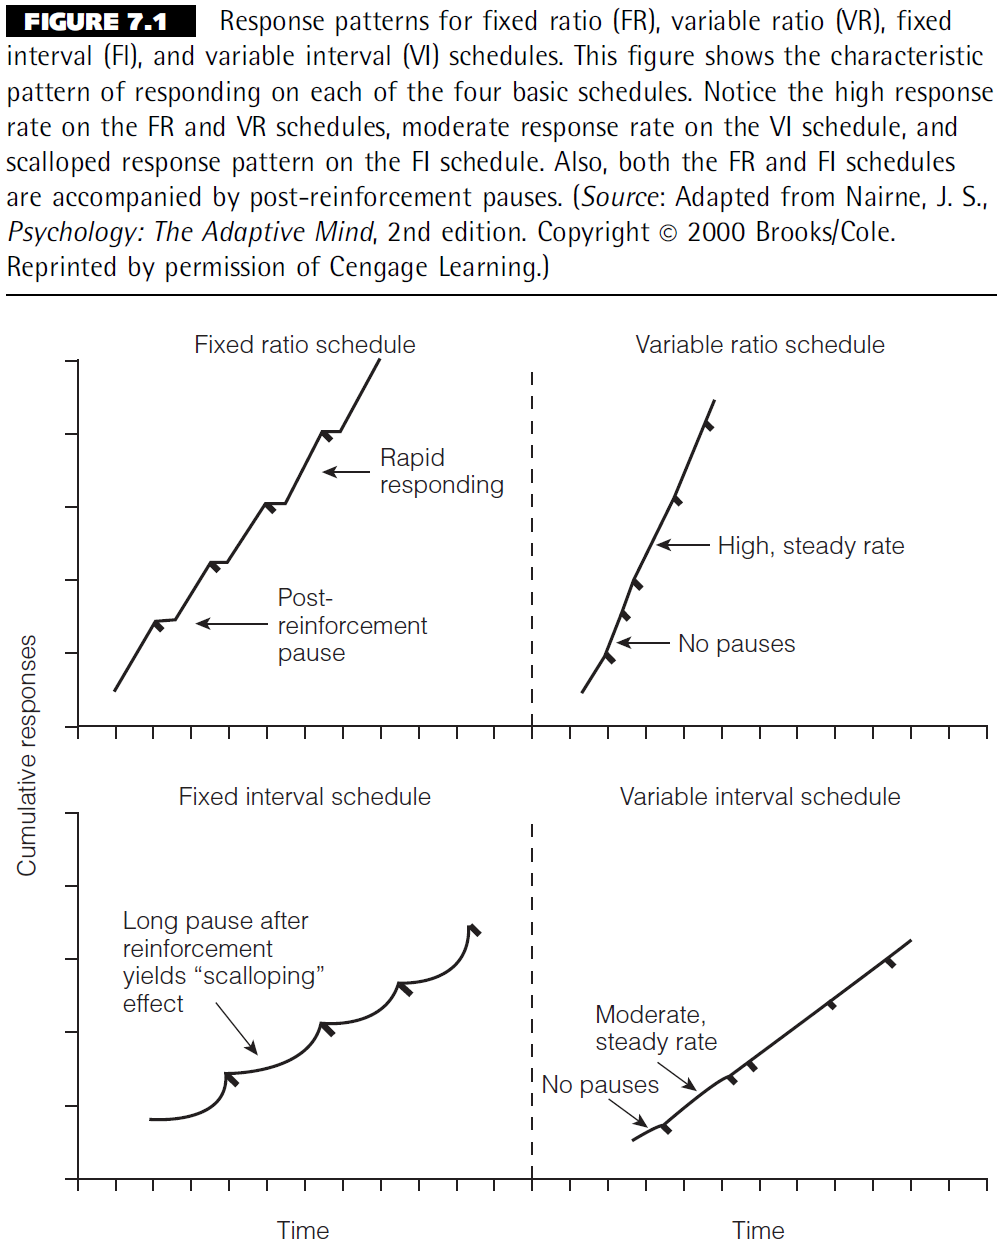 FIGURE 7.1 Response patterns for fixed ratio (FR), variable ratio (VR), fixed
interval (FI), and variable interval (VI) schedules. This figure shows the characteristic
pattern of responding on each of the four basic schedules. Notice the high response
rate on the FR and VR schedules, moderate response rate on the VI schedule, and
scalloped response pattern on the FI schedule. Also, both the FR and FI schedules
are accompanied by post-reinforcement pauses. (Source: Adapted from Nairne, J. S.,
Psychology: The Adaptive Mind, 2nd edition. Copyright © 2000 Brooks/Cole.
Reprinted by permission of Cengage Learning.)
Fixed ratio schedule
Rapid
responding
Post-
reinforcement
pause
Variable ratio schedule
High, steady rate
No pauses
Cumulative responses
Fixed interval schedule
Long pause after
reinforcement
yields “scalloping”
effect
Variable interval schedule
Moderate,
steady rate
No pauses
Time
Time